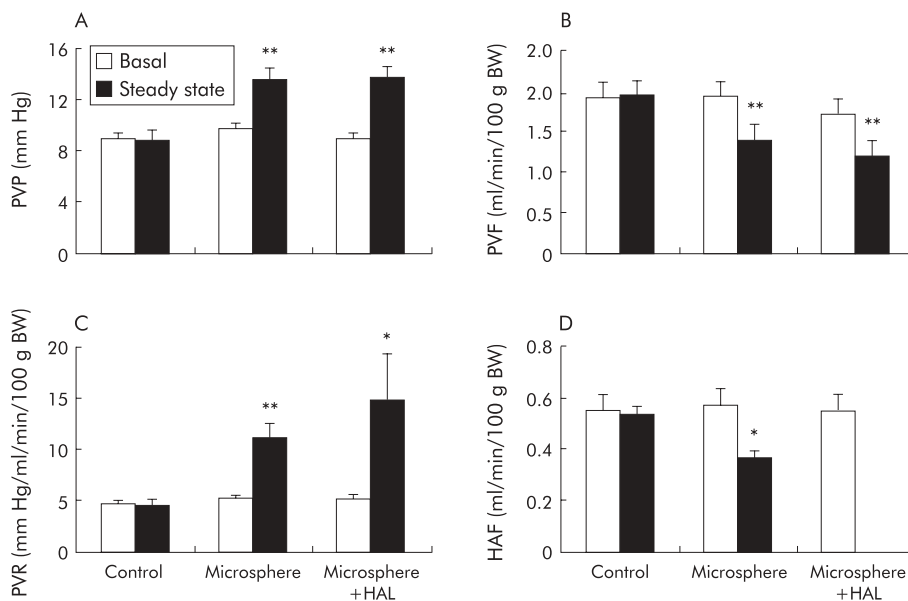 A
PVP (mm Hg)
16
12
8
4
0
Basal
Steady state
**
**
B
PVF (ml/min/100 g BW)
2.0
2.0
1.5
1.0
0.5
0
**
**
C
PVR (mm Hg/ml/min/100 g BW)
20
15
10
5
0
**
*
Control
Microsphere
Microsphere
+HAL
D
HAF (ml/min/100 g BW)
0.8
0.6
0.4
0.2
0
*
Control
Microsphere
Microsphere
+HAL